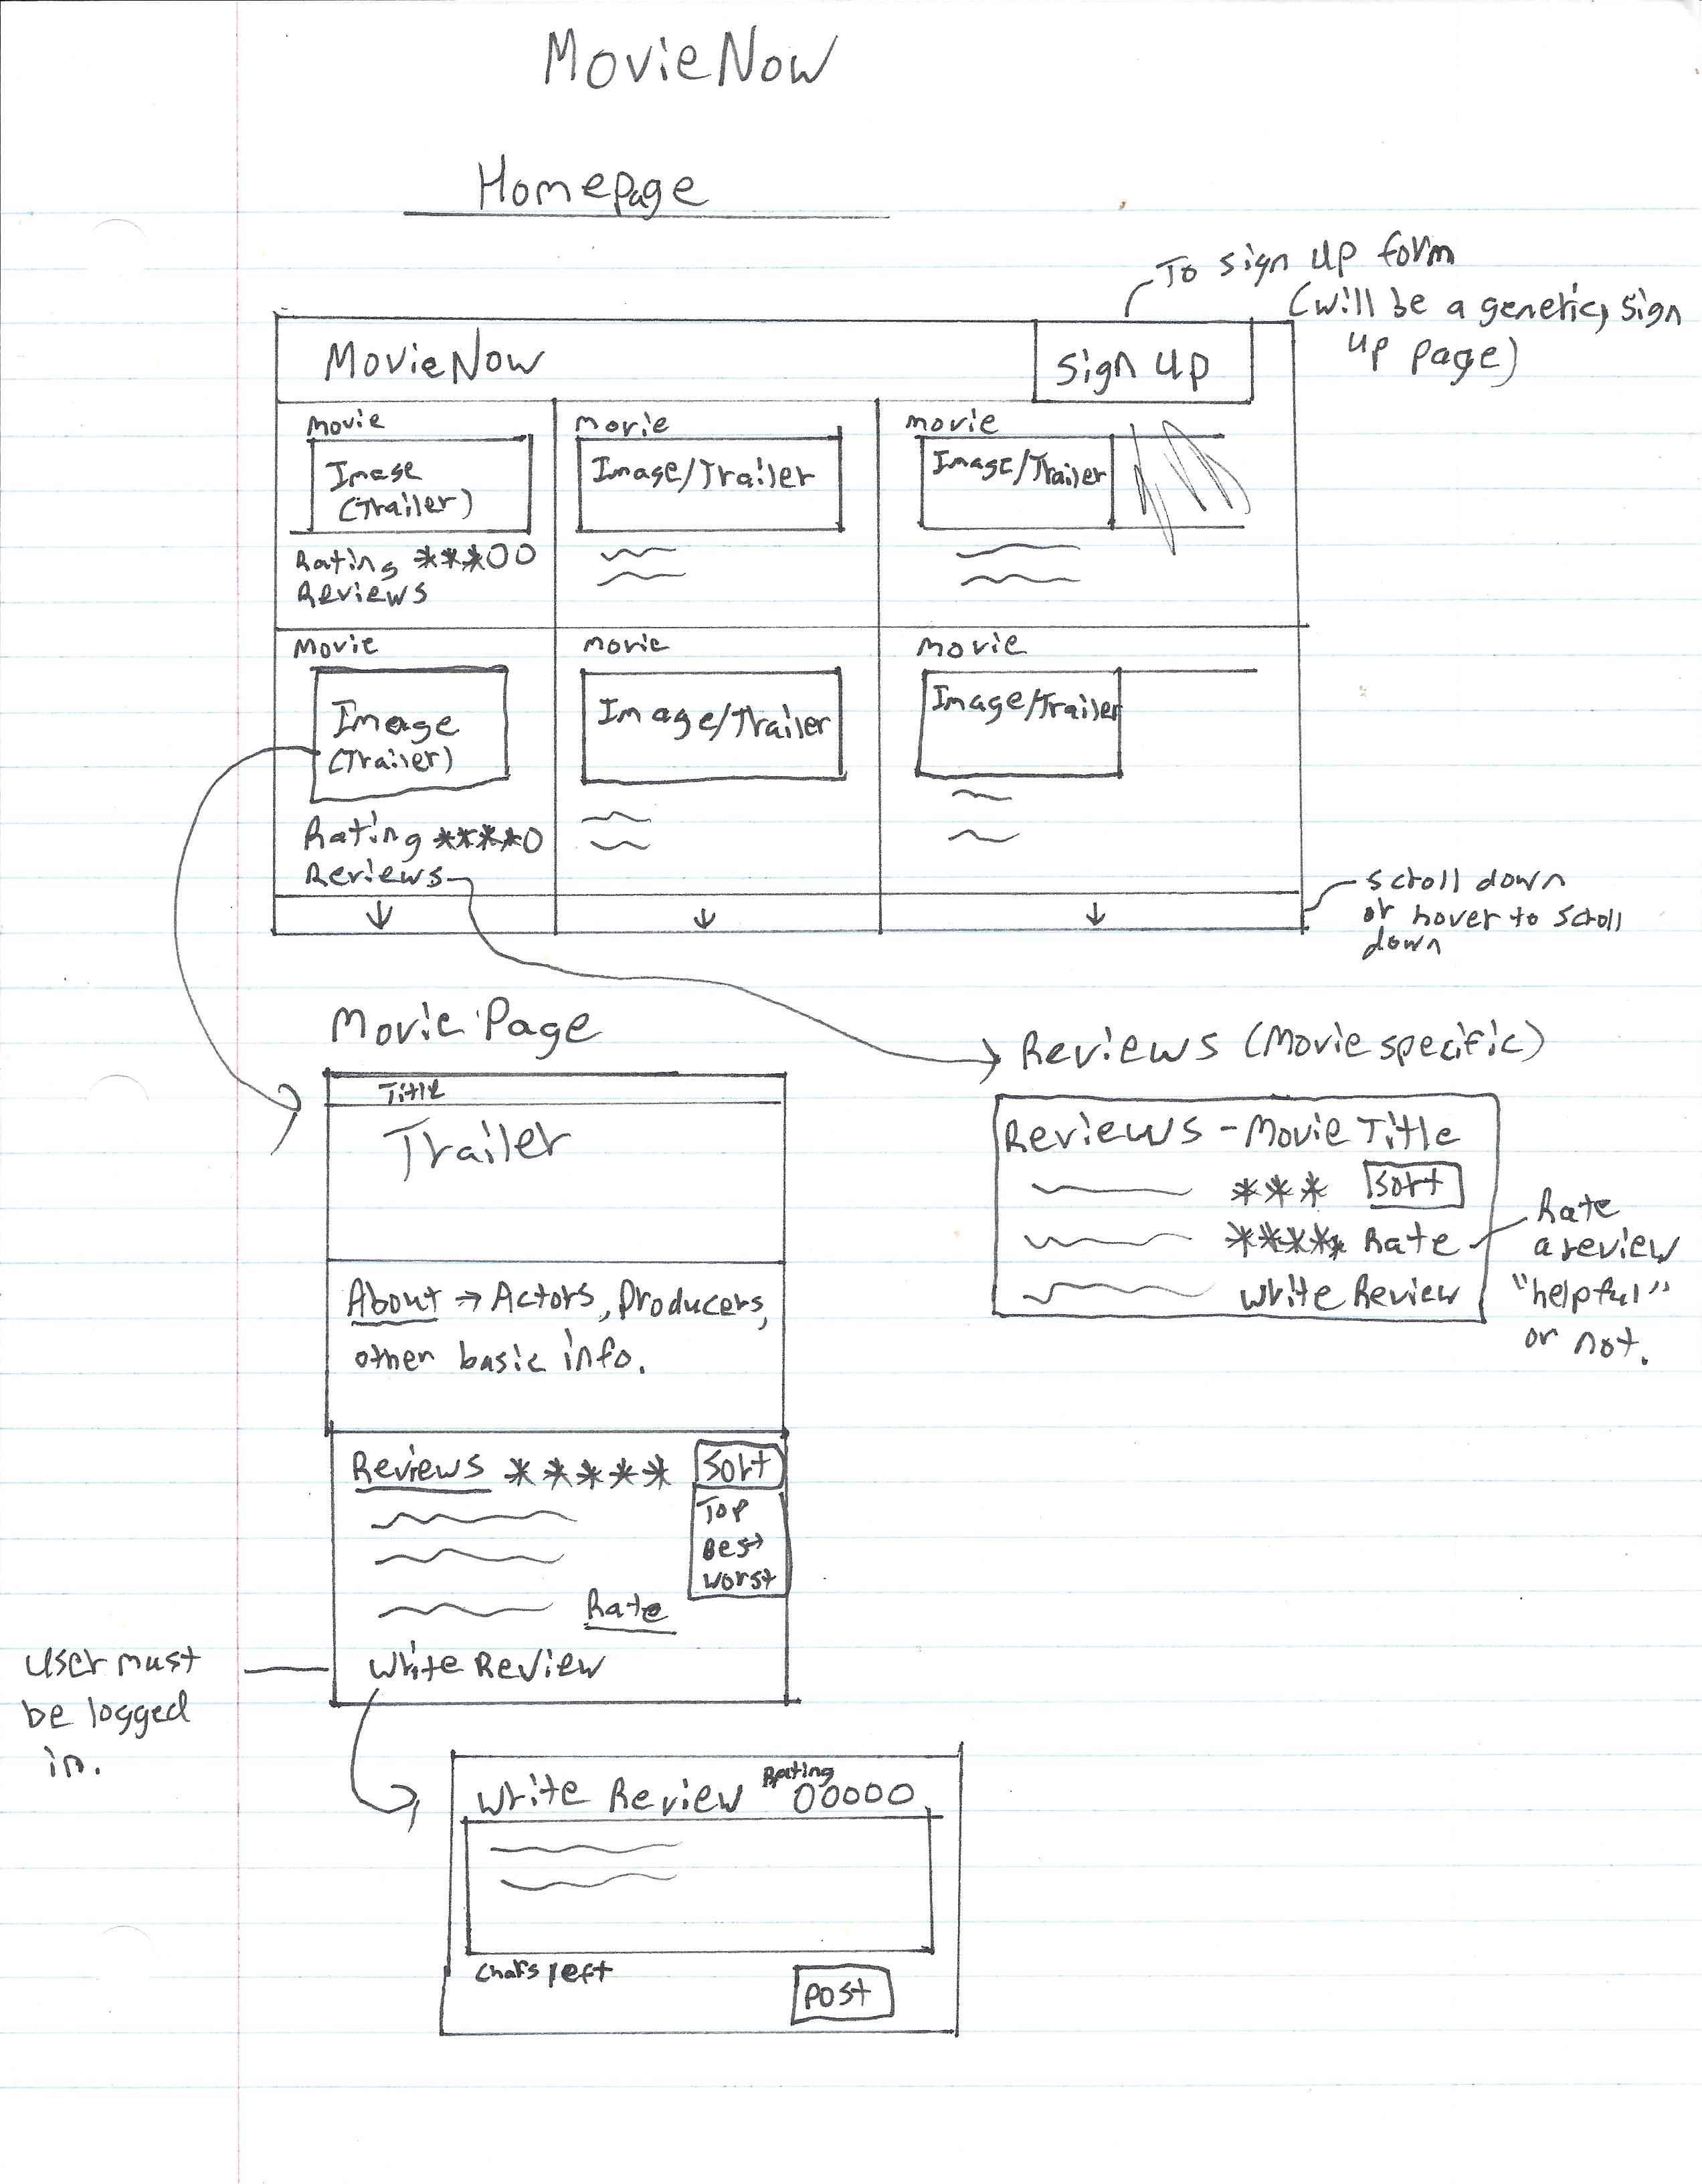 MovieNow
Homepage
To sign up form
(will be a generic, sign
up page)
MovieNow
sign up
movie
movie
movie
Image
(Trailer)
Image/Trailer
Image/Trailer
Rating ***OO
Reviews
Movie
movie
movie
Image
(Trailer)
Image/Trailer
Image/Trailer
Rating ****O
Reviews
↓ ↓ ↓
scroll down
or hover to scroll
down
Movie Page
Reviews (Movie specific)
Title
Trailer
Reviews - Movie Title
*** Sort
**** Rate
Write Review
Rate
a review
"helpful"
or not.
About → Actors, Producers,
other basic info.
Reviews ***** Sort
Top
Best
Worst
Rate
Write Review
User must
be logged
in.
Write Review Rating OOOOO
Chars left
Post